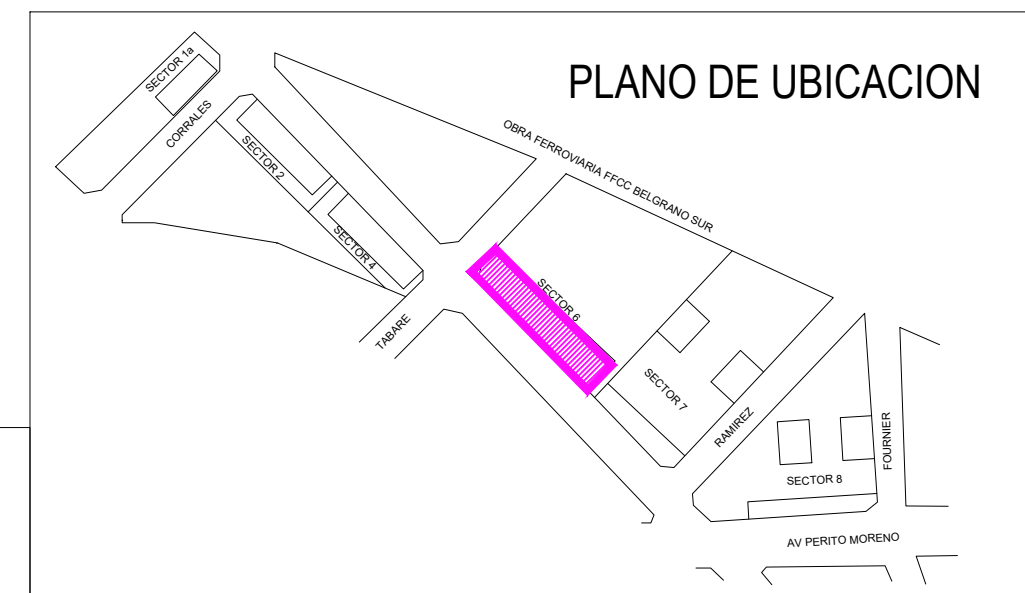 PLANO DE UBICACION
SECTOR 1a
CORRALES
SECTOR 2
SECTOR 4
TABARE
OBRA FERROVIARIA FFCC BELGRANO SUR
SECTOR 6
SECTOR 7
RAMIREZ
FOURNIER
SECTOR 8
AV PERITO MORENO